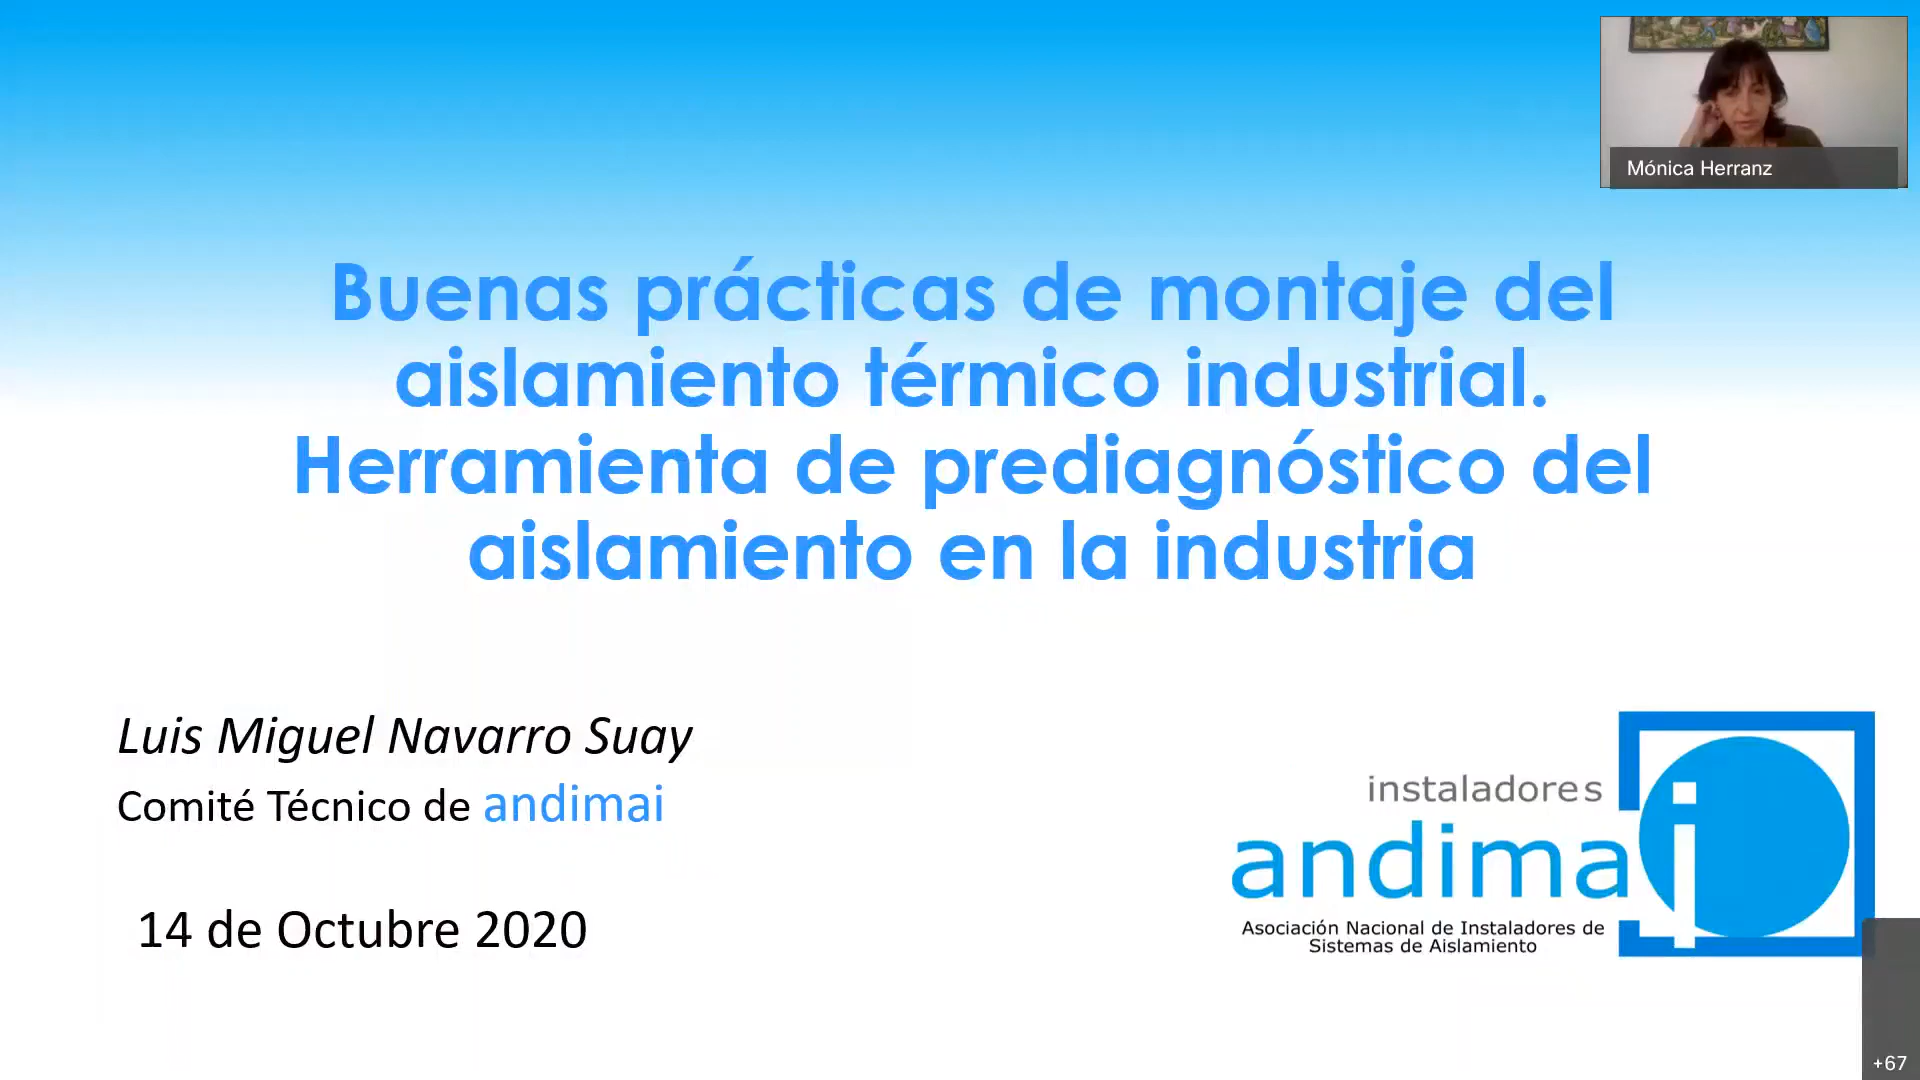 Mónica Herranz
Buenas prácticas de montaje del
aislamiento térmico industrial.
Herramienta de prediagnóstico del
aislamiento en la industria
Luis Miguel Navarro Suay
Comité Técnico de andimai
14 de Octubre 2020
instaladores
andimai
Asociación Nacional de Instaladores de
Sistemas de Aislamiento
+67